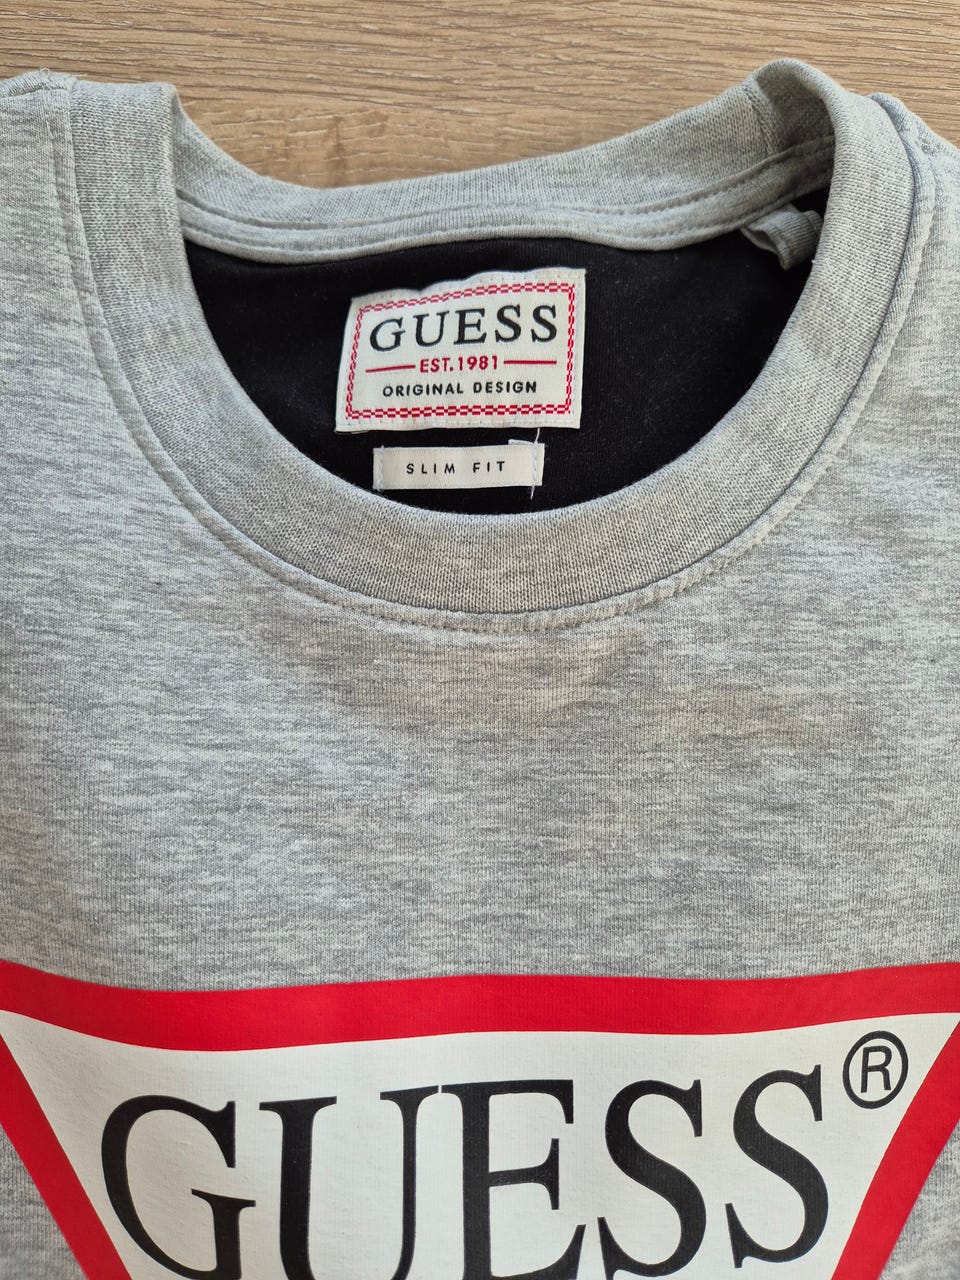 GUESS
EST. 1981
ORIGINAL DESIGN
SLIM FIT
GUESS®